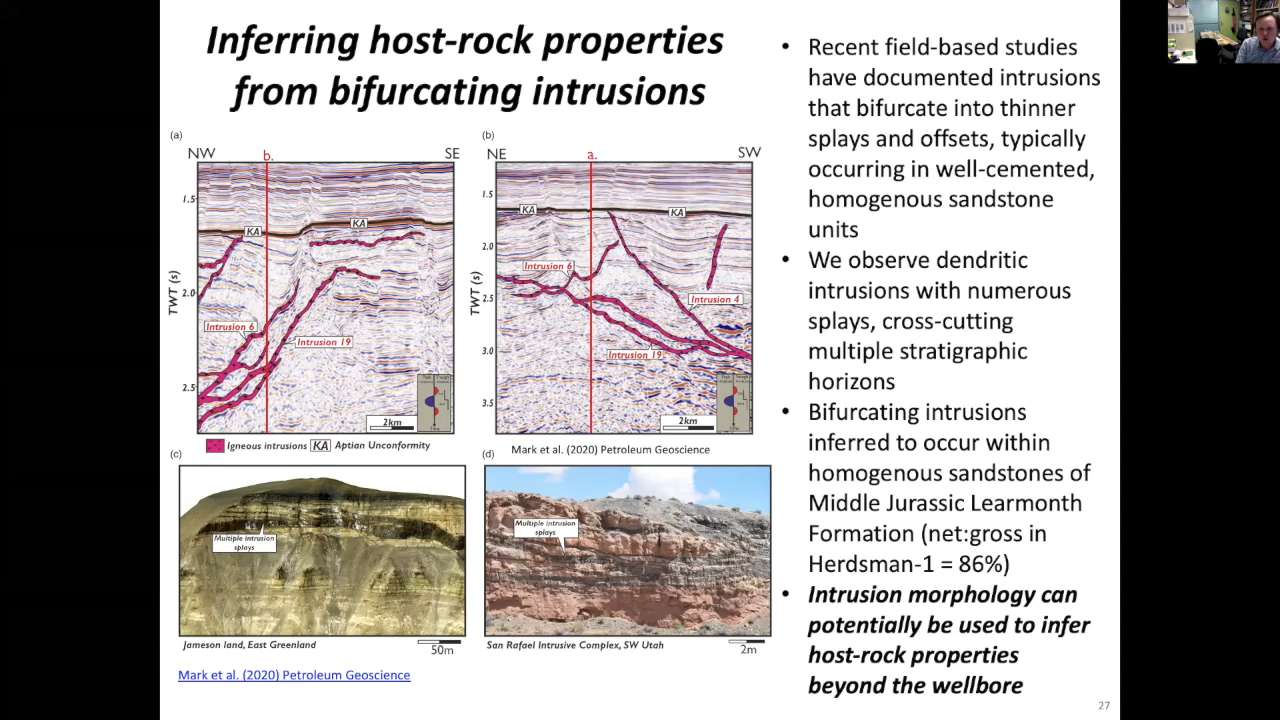 Inferring host-rock properties
from bifurcating intrusions
(a)
NW
b.
SE
KA
KA
1.5
2.0
2.5
TWT (s)
Intrusion 6
Intrusion 19
2km
(b)
NE
a.
SW
KA
KA
1.5
2.0
2.5
3.0
3.5
TWT (s)
Intrusion 6
Intrusion 4
Intrusion 19
2km
Igneous intrusions KA Aptian Unconformity
Mark et al. (2020) Petroleum Geoscience
(c)
Multiple intrusion
splays
Jameson land, East Greenland
50m
(d)
Multiple intrusion
splays
San Rafael Intrusive Complex, SW Utah
2m
Mark et al. (2020) Petroleum Geoscience
• Recent field-based studies
have documented intrusions
that bifurcate into thinner
splays and offsets, typically
occurring in well-cemented,
homogenous sandstone
units
• We observe dendritic
intrusions with numerous
splays, cross-cutting
multiple stratigraphic
horizons
• Bifurcating intrusions
inferred to occur within
homogenous sandstones of
Middle Jurassic Learmonth
Formation (net:gross in
Herdsman-1 = 86%)
• Intrusion morphology can
potentially be used to infer
host-rock properties
beyond the wellbore
27